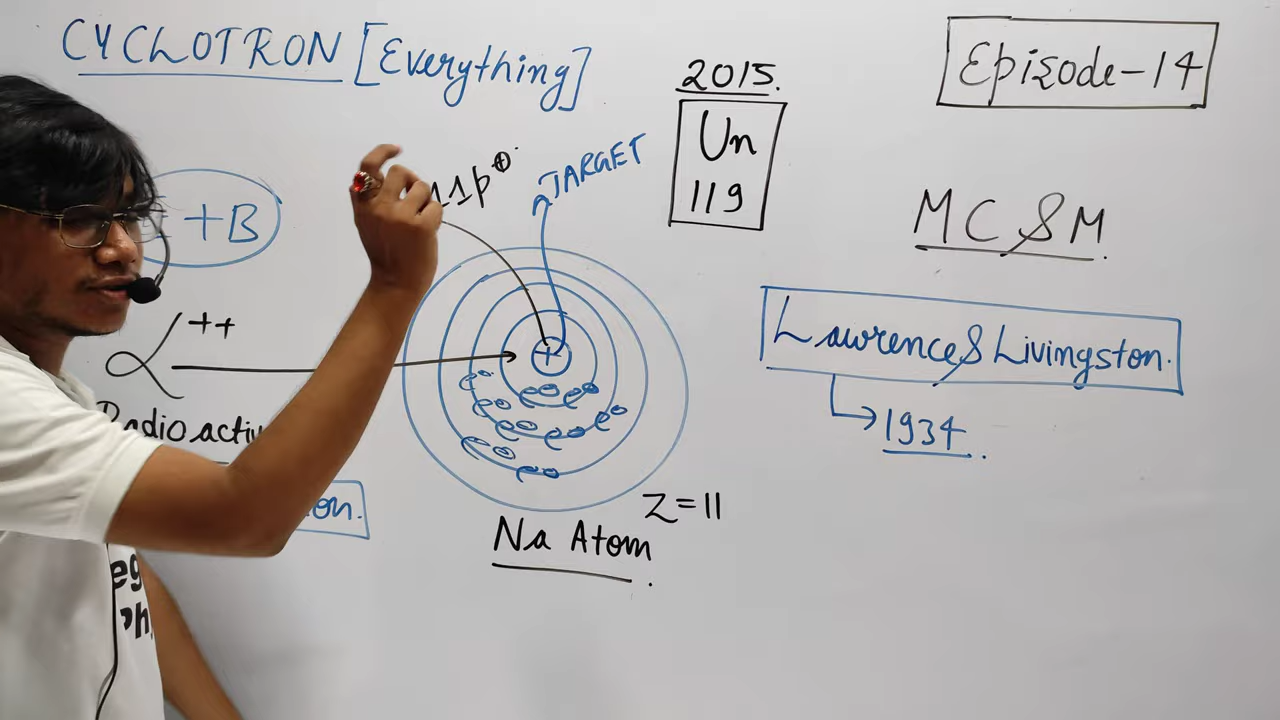 CYCLOTRON [Everything]
Episode-14
2015.
Un
119
TARGET
11p⊕
+B
MC&M.
α++
Lawrence & Livingston.
1934.
+
e⊖ e⊖
e⊖ e⊖ e⊖ e⊖ e⊖
e⊖ e⊖
e⊖ e⊖
Z=11
Na Atom.